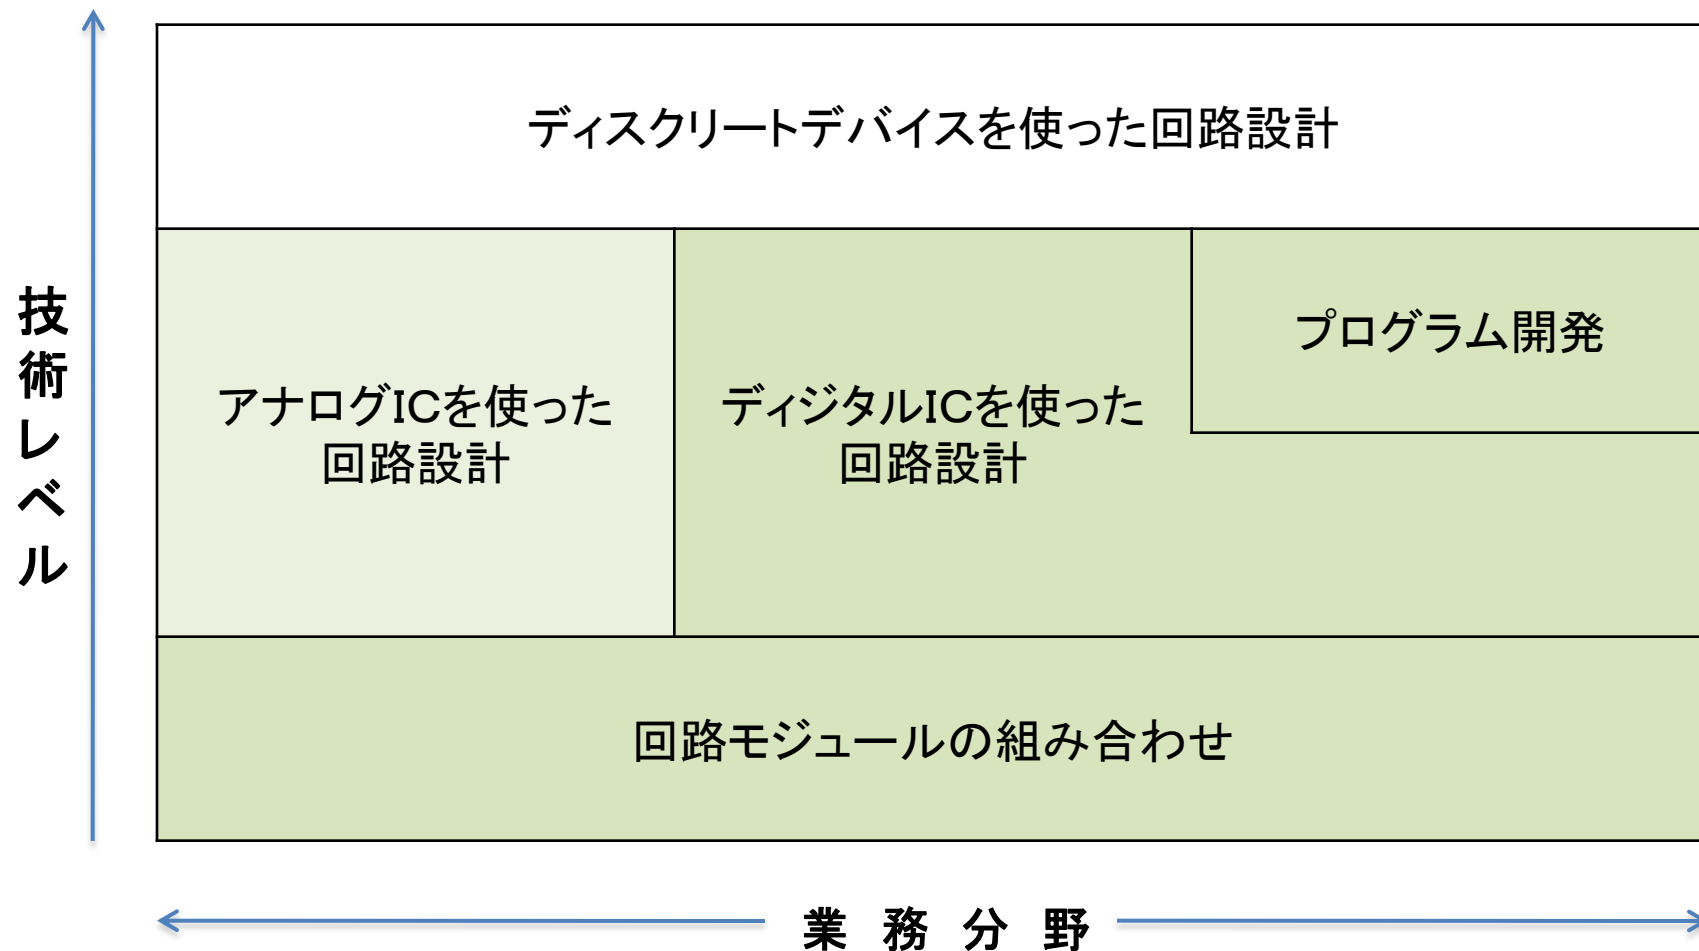 ディスクリートデバイスを使った回路設計
技術レベル
アナログICを使った
回路設計
ディジタルICを使った
回路設計
プログラム開発
回路モジュールの組み合わせ
業務分野